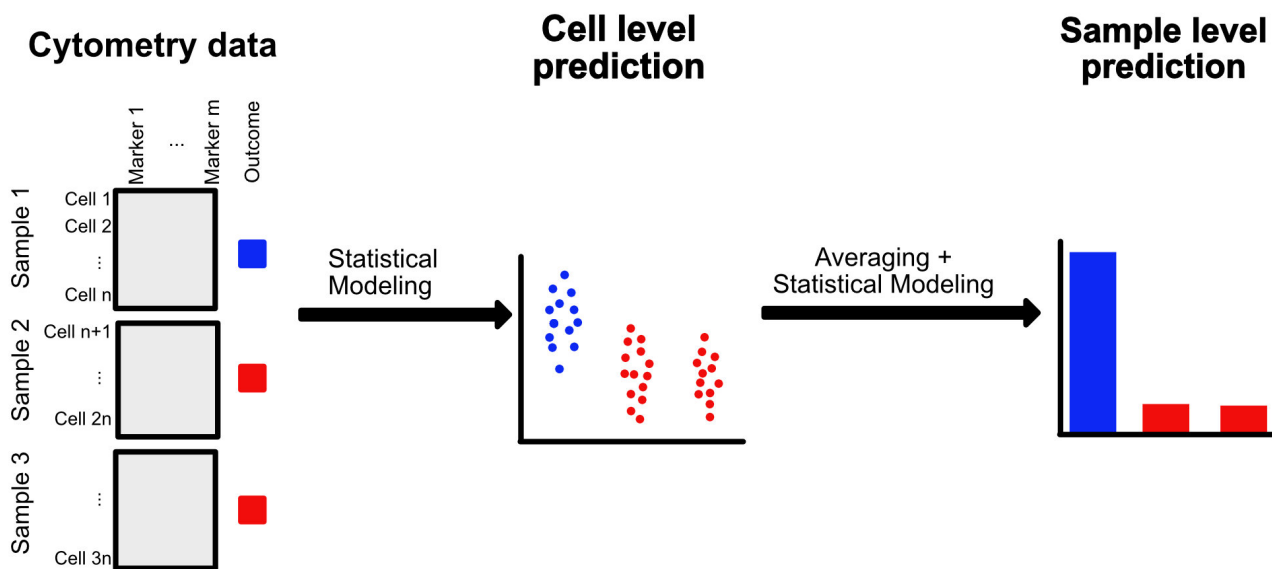 Cytometry data
Marker 1
...
Marker m
Outcome
Sample 1
Cell 1
Cell 2
...
Cell n
Sample 2
Cell n+1
...
Cell 2n
Sample 3
...
Cell 3n
Statistical
Modeling
Cell level
prediction
Averaging +
Statistical Modeling
Sample level
prediction